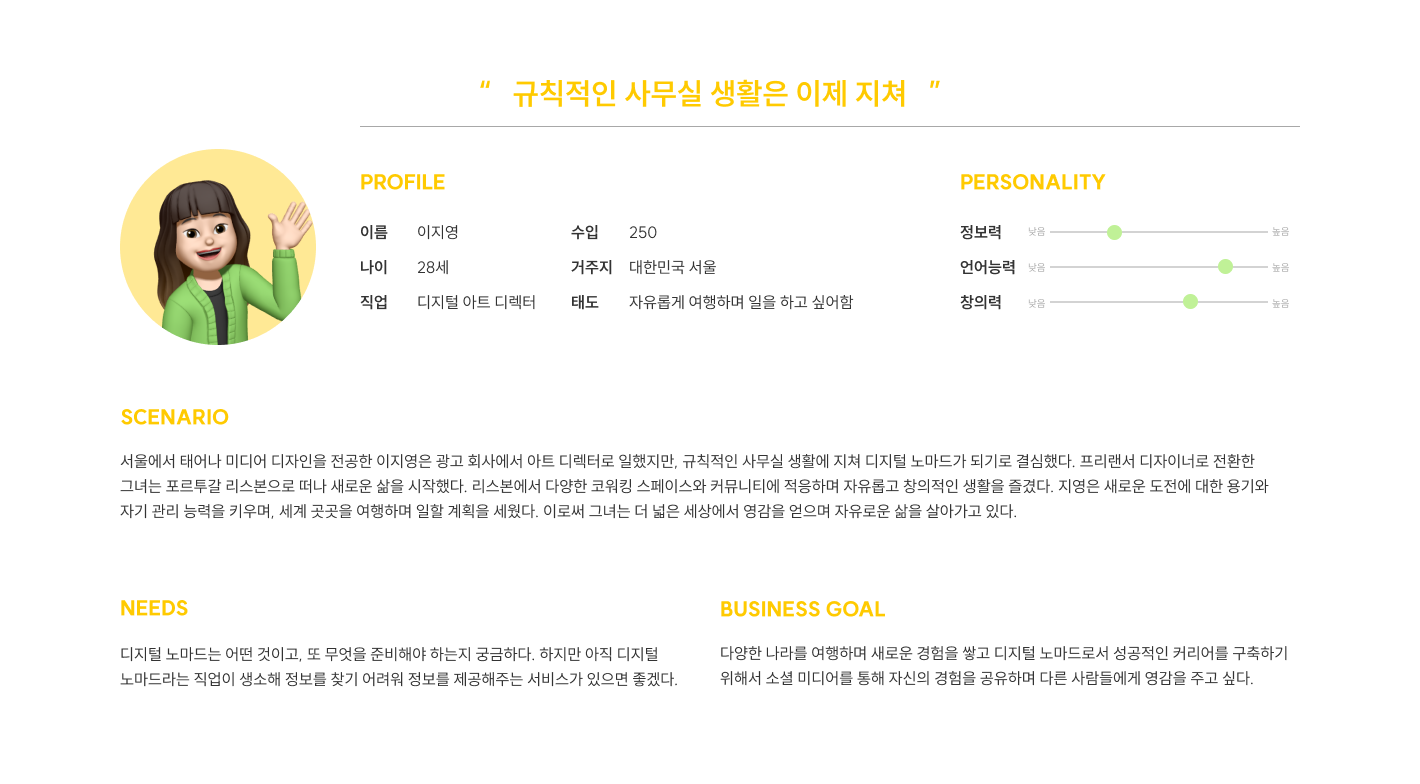 “ 규칙적인 사무실 생활은 이제 지쳐 ”
PROFILE
이름 이지영 수입 250
나이 28세 거주지 대한민국 서울
직업 디지털 아트 디렉터 태도 자유롭게 여행하며 일을 하고 싶어함
PERSONALITY
정보력 낮음 높음
언어능력 낮음 높음
창의력 낮음 높음
SCENARIO
서울에서 태어나 미디어 디자인을 전공한 이지영은 광고 회사에서 아트 디렉터로 일했지만, 규칙적인 사무실 생활에 지쳐 디지털 노마드가 되기로 결심했다. 프리랜서 디자이너로 전환한
그녀는 포르투갈 리스본으로 떠나 새로운 삶을 시작했다. 리스본에서 다양한 코워킹 스페이스와 커뮤니티에 적응하며 자유롭고 창의적인 생활을 즐겼다. 지영은 새로운 도전에 대한 용기와
자기 관리 능력을 키우며, 세계 곳곳을 여행하며 일할 계획을 세웠다. 이로써 그녀는 더 넓은 세상에서 영감을 얻으며 자유로운 삶을 살아가고 있다.
NEEDS
디지털 노마드는 어떤 것이고, 또 무엇을 준비해야 하는지 궁금하다. 하지만 아직 디지털
노마드라는 직업이 생소해 정보를 찾기 어려워 정보를 제공해주는 서비스가 있으면 좋겠다.
BUSINESS GOAL
다양한 나라를 여행하며 새로운 경험을 쌓고 디지털 노마드로서 성공적인 커리어를 구축하기
위해서 소셜 미디어를 통해 자신의 경험을 공유하며 다른 사람들에게 영감을 주고 싶다.